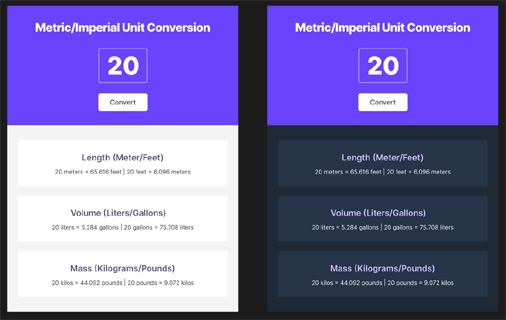 Metric/Imperial Unit Conversion
20
Convert
Length (Meter/Feet)
20 meters = 65.616 feet | 20 feet = 6.096 meters
Volume (Liters/Gallons)
20 liters = 5.284 gallons | 20 gallons = 75.708 liters
Mass (Kilograms/Pounds)
20 kilos = 44.092 pounds | 20 pounds = 9.072 kilos
Metric/Imperial Unit Conversion
20
Convert
Length (Meter/Feet)
20 meters = 65.616 feet | 20 feet = 6.096 meters
Volume (Liters/Gallons)
20 liters = 5.284 gallons | 20 gallons = 75.708 liters
Mass (Kilograms/Pounds)
20 kilos = 44.092 pounds | 20 pounds = 9.072 kilos